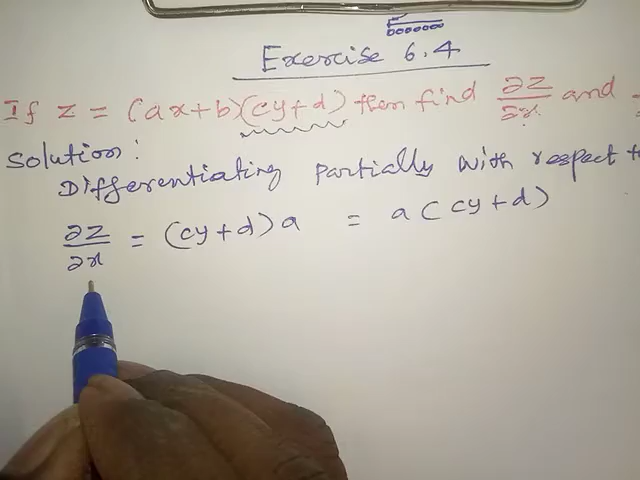 Exercise 6.4
If z = (ax+b)(cy+d) then find ∂z/∂x and
Solution:
Differentiating partially with respect to
∂z/∂x = (cy+d)a = a(cy+d)